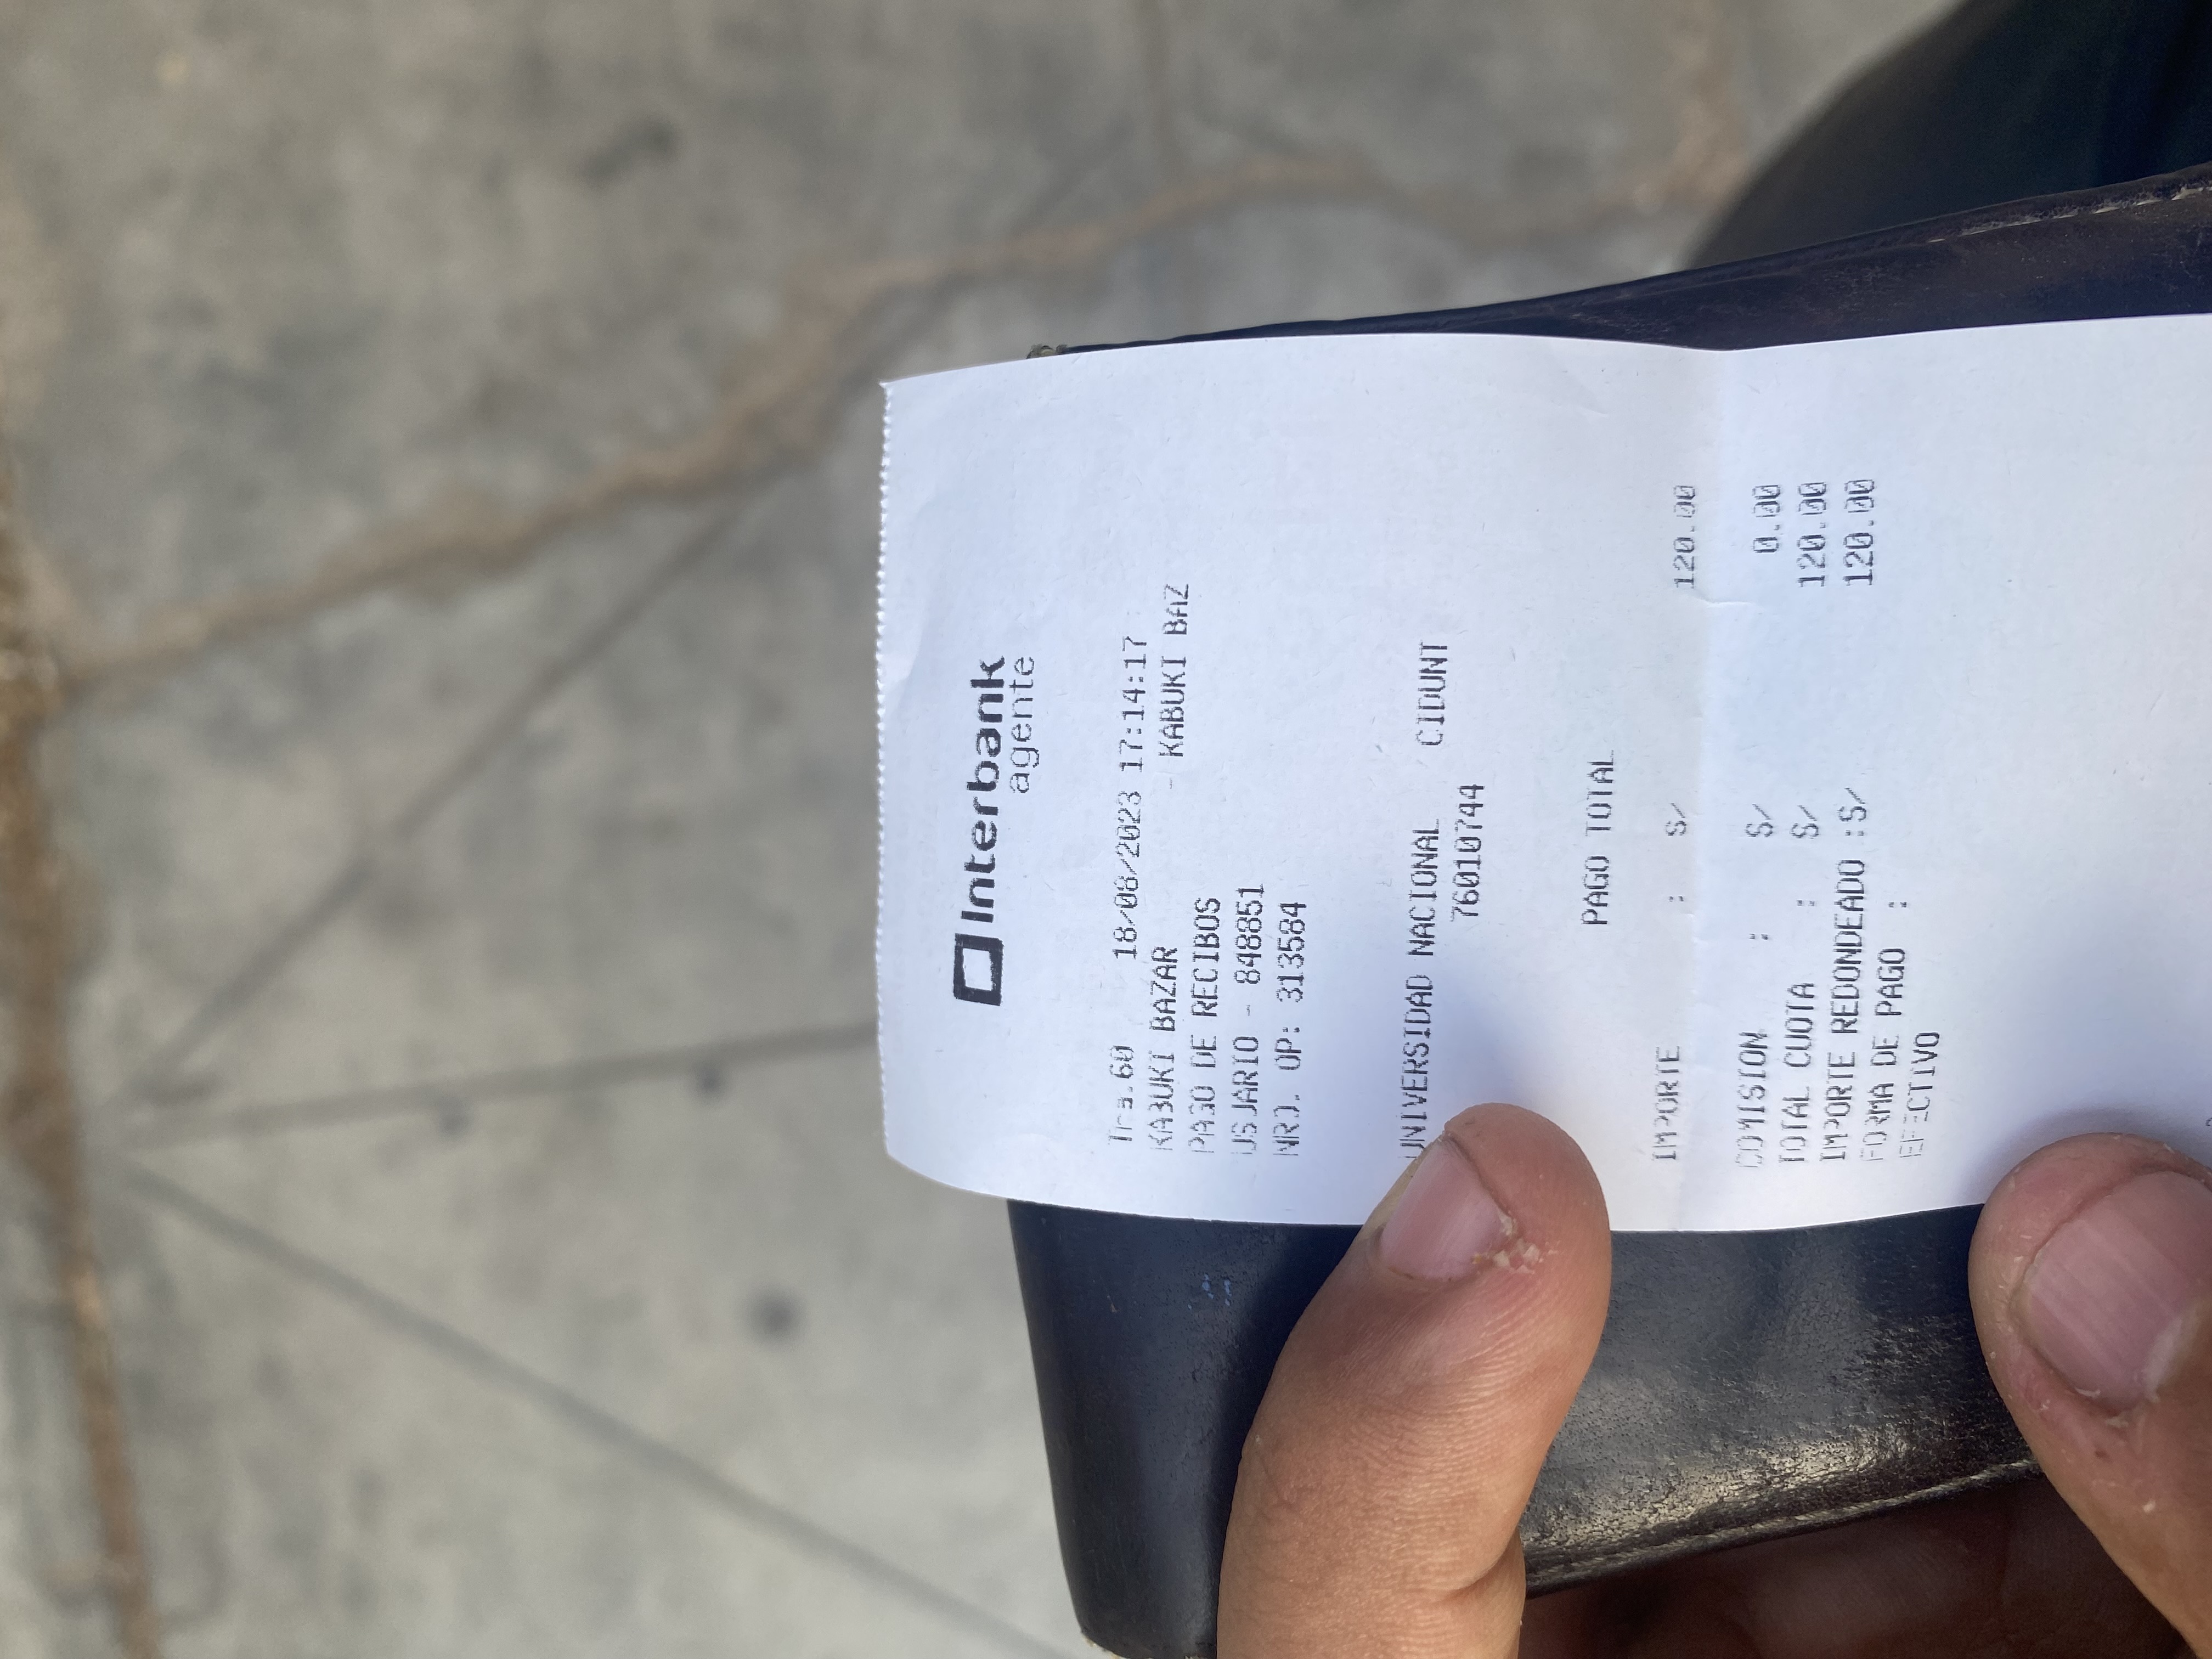 Interbank
agente
Tra.60 18/08/2023 17:14:17
KABUKI BAZAR - KABUKI BAZ
PAGO DE RECIBOS
USUARIO - 848851
NRO. OP: 313584
UNIVERSIDAD NACIONAL CIDUNT
76010744
PAGO TOTAL
IMPORTE : S/ 120.00
COMISION : S/ 0.00
TOTAL CUOTA : S/ 120.00
IMPORTE REDONDEADO :S/ 120.00
FORMA DE PAGO :
EFECTIVO